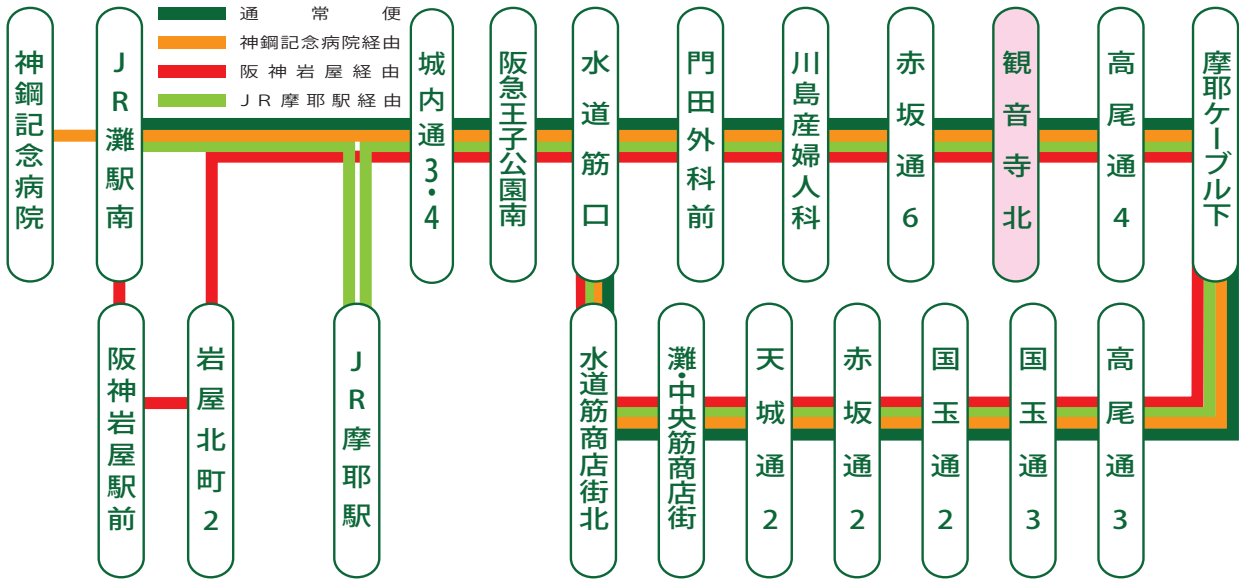 通常便
神鋼記念病院経由
阪神岩屋経由
JR摩耶駅経由
神鋼記念病院
JR灘駅南
城内通3・4
阪急王子公園南
水道筋口
門田外科前
川島産婦人科
赤坂通6
観音寺北
高尾通4
摩耶ケーブル下
阪神岩屋駅前
岩屋北町2
JR摩耶駅
水道筋商店街北
灘・中央筋商店街
天城通2
赤坂通2
国玉通2
国玉通3
高尾通3